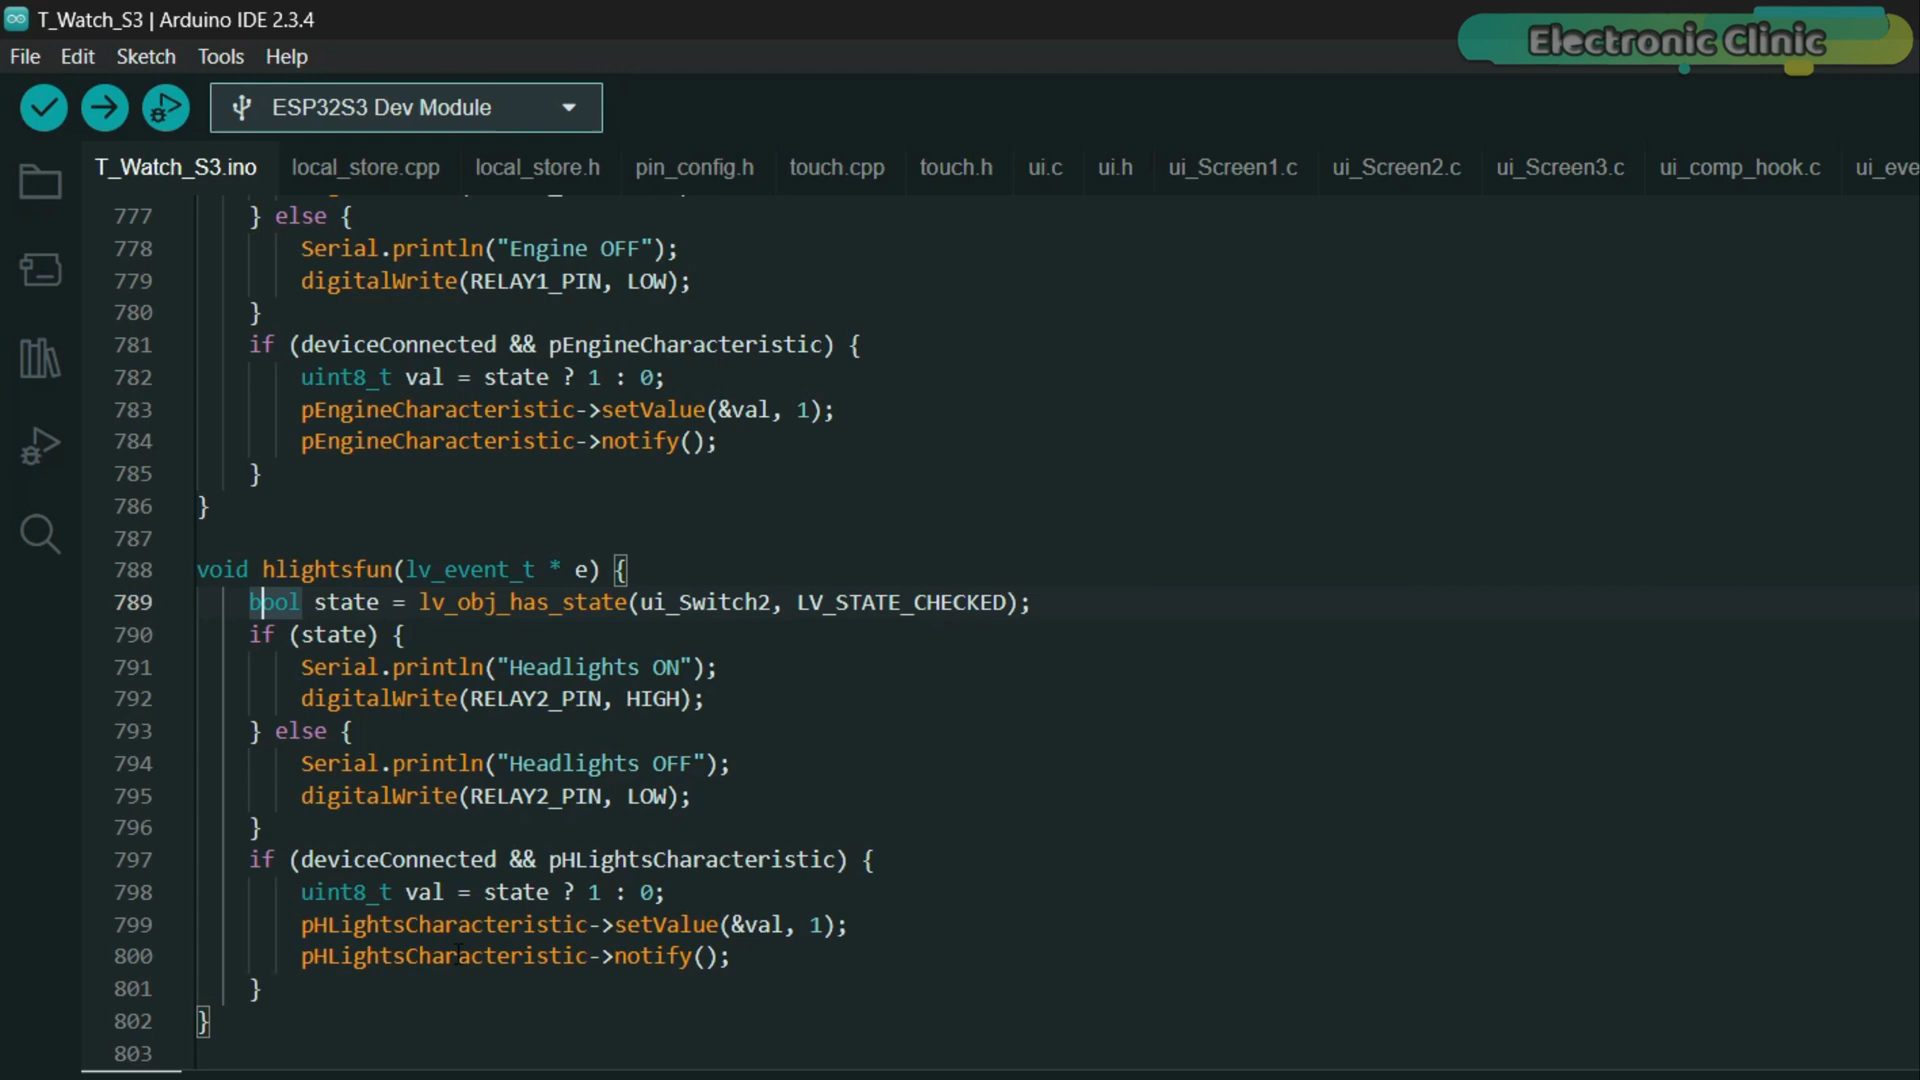 T_Watch_S3 | Arduino IDE 2.3.4
Electronic Clinic
File Edit Sketch Tools Help
ESP32S3 Dev Module
T_Watch_S3.ino local_store.cpp local_store.h pin_config.h touch.cpp touch.h ui.c ui.h ui_Screen1.c ui_Screen2.c ui_Screen3.c ui_comp_hook.c ui_eve
777 } else {
778 Serial.println("Engine OFF");
779 digitalWrite(RELAY1_PIN, LOW);
780 }
781 if (deviceConnected && pEngineCharacteristic) {
782 uint8_t val = state ? 1 : 0;
783 pEngineCharacteristic->setValue(&val, 1);
784 pEngineCharacteristic->notify();
785 }
786 }
787
788 void hlightsfun(lv_event_t * e) {
789 bool state = lv_obj_has_state(ui_Switch2, LV_STATE_CHECKED);
790 if (state) {
791 Serial.println("Headlights ON");
792 digitalWrite(RELAY2_PIN, HIGH);
793 } else {
794 Serial.println("Headlights OFF");
795 digitalWrite(RELAY2_PIN, LOW);
796 }
797 if (deviceConnected && pHLightsCharacteristic) {
798 uint8_t val = state ? 1 : 0;
799 pHLightsCharacteristic->setValue(&val, 1);
800 pHLightsCharacteristic->notify();
801 }
802 }
803